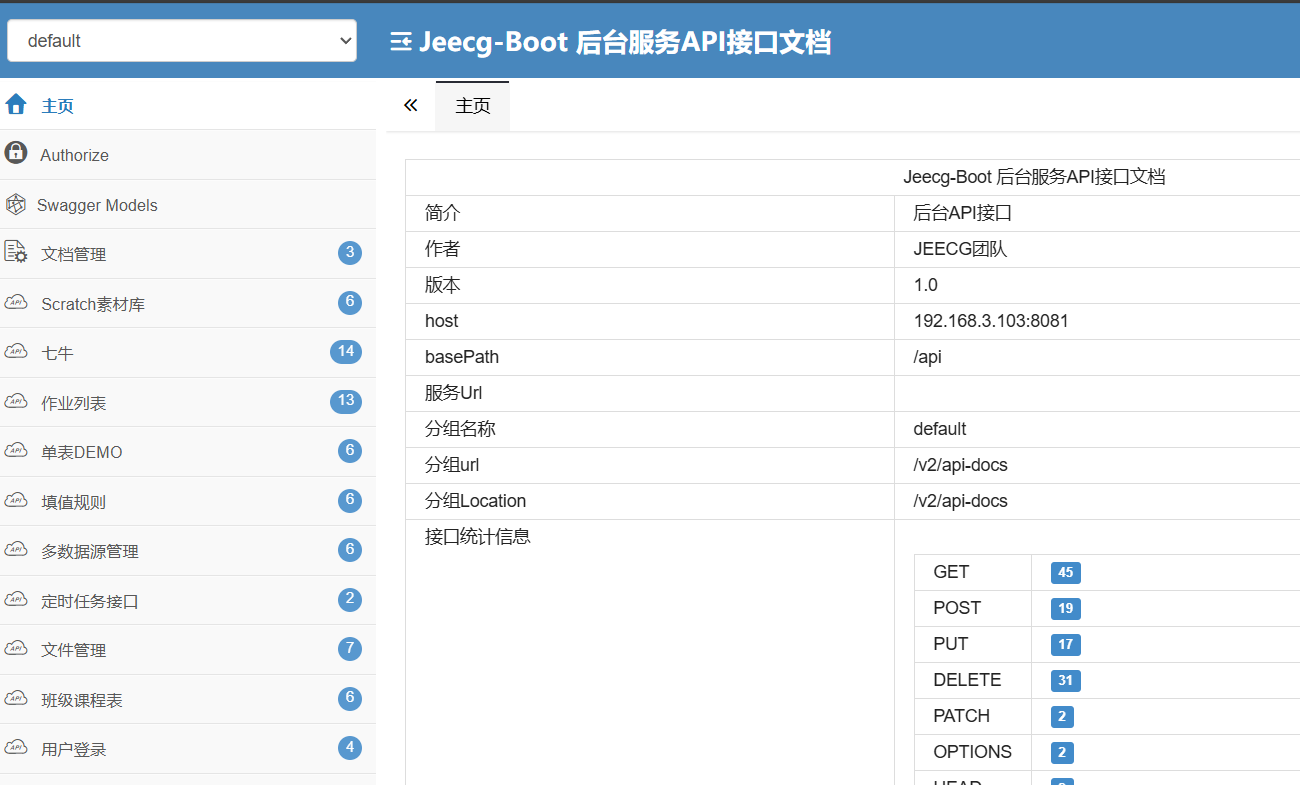 default
Jeecg-Boot 后台服务API接口文档
主页
Authorize
Swagger Models
文档管理 3
Scratch素材库 6
七牛 14
作业列表 13
单表DEMO 6
填值规则 6
多数据源管理 6
定时任务接口 2
文件管理 7
班级课程表 6
用户登录 4
主页
Jeecg-Boot 后台服务API接口文档
简介 后台API接口
作者 JEECG团队
版本 1.0
host 192.168.3.103:8081
basePath /api
服务Url
分组名称 default
分组url /v2/api-docs
分组Location /v2/api-docs
接口统计信息
GET 45
POST 19
PUT 17
DELETE 31
PATCH 2
OPTIONS 2